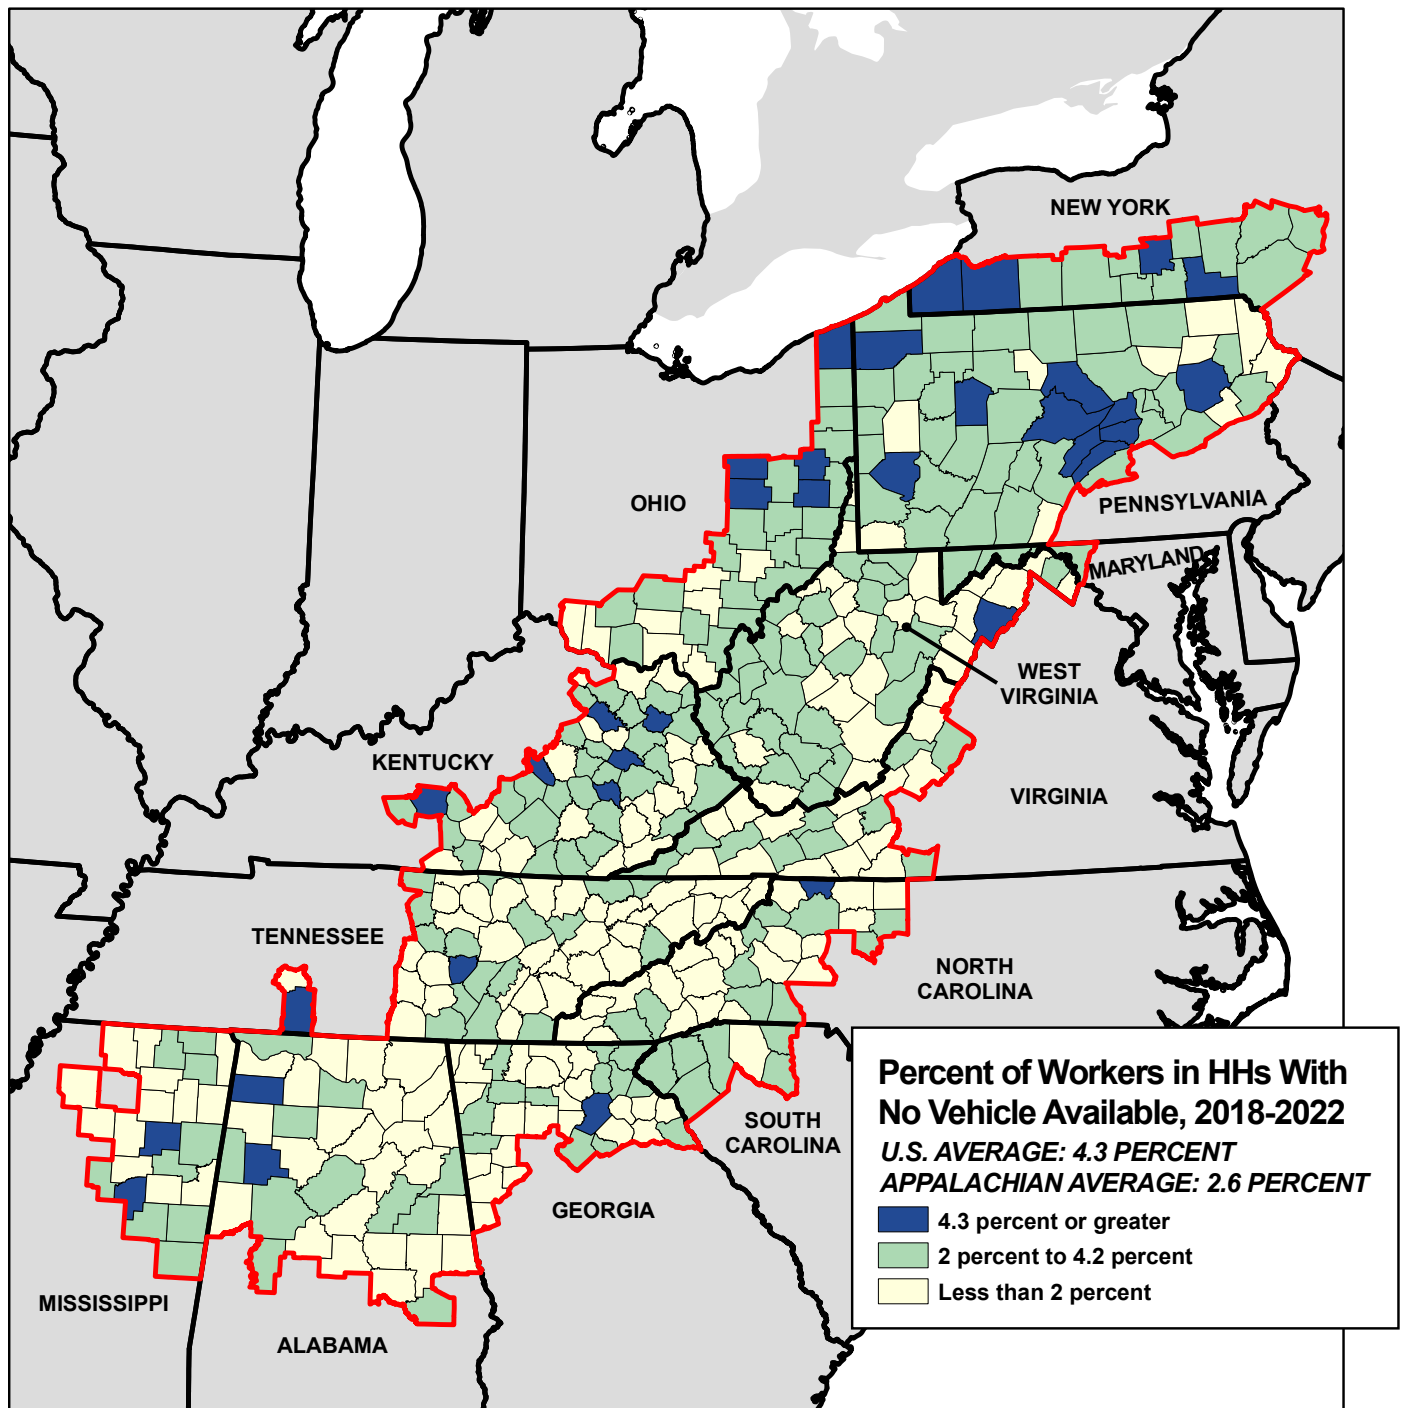 NEW YORK
OHIO
PENNSYLVANIA
MARYLAND
WEST
VIRGINIA
KENTUCKY
VIRGINIA
TENNESSEE
NORTH
CAROLINA
SOUTH
CAROLINA
GEORGIA
MISSISSIPPI
ALABAMA
Percent of Workers in HHs With
No Vehicle Available, 2018-2022
U.S. AVERAGE: 4.3 PERCENT
APPALACHIAN AVERAGE: 2.6 PERCENT
4.3 percent or greater
2 percent to 4.2 percent
Less than 2 percent